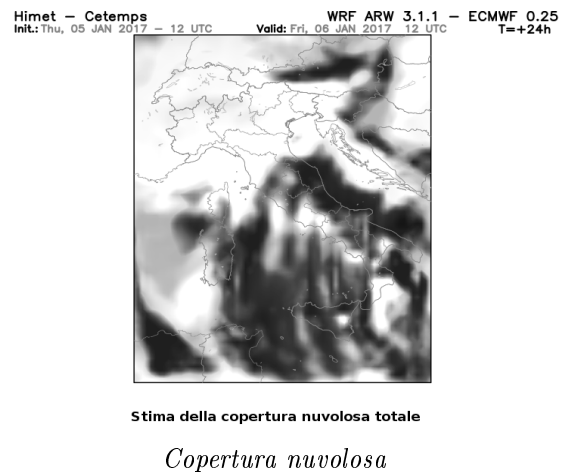 Himet – Cetemps WRF ARW 3.1.1 – ECMWF 0.25
Init.: Thu, 05 JAN 2017 – 12 UTC Valid: Fri, 06 JAN 2017 12 UTC T=+24h
Stima della copertura nuvolosa totale
Copertura nuvolosa